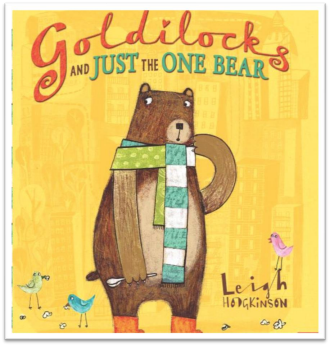 Goldilocks
AND JUST THE ONE BEAR
Leigh
HODGKINSON